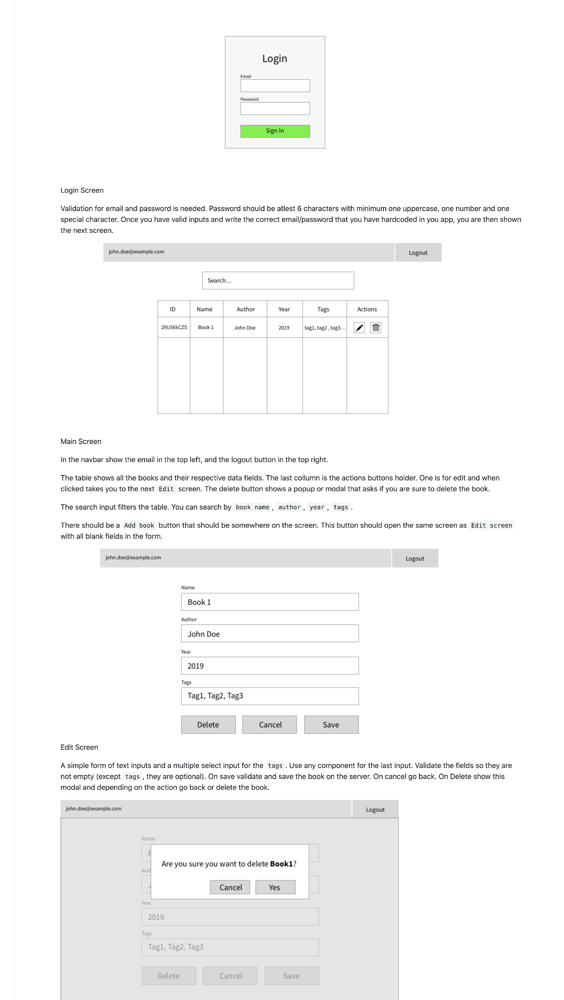 Login
Email
Password
Sign In
Login Screen
Validation for email and password is needed. Password should be atlest 6 characters with minimum one uppercase, one number and one
special character. Once you have valid inputs and write the correct email/password that you have hardcoded in you app, you are then shown
the next screen.
john.doe@example.com Logout
Search...
ID Name Author Year Tags Actions
29U56kCZS Book 1 John Doe 2019 tag1, tag2 , tag3...
Main Screen
In the navbar show the email in the top left, and the logout button in the top right.
The table shows all the books and their respective data fields. The last collumn is the actions buttons holder. One is for edit and when
clicked takes you to the next Edit screen. The delete button shows a popup or modal that asks if you are sure to delete the book.
The search input filters the table. You can search by book name , author , year , tags .
There should be a Add book button that should be somewhere on the screen. This button should open the same screen as Edit screen
with all blank fields in the form.
john.doe@example.com Logout
Name
Book 1
Author
John Doe
Year
2019
Tags
Tag1, Tag2, Tag3
Delete Cancel Save
Edit Screen
A simple form of text inputs and a multiple select input for the tags . Use any component for the last input. Validate the fields so they are
not empty (except tags , they are optional). On save validate and save the book on the server. On cancel go back. On Delete show this
modal and depending on the action go back or delete the book.
john.doe@example.com Logout
Name
Are you sure you want to delete Book1?
Cancel Yes
Year
2019
Tags
Tag1, Tag2, Tag3
Delete Cancel Save